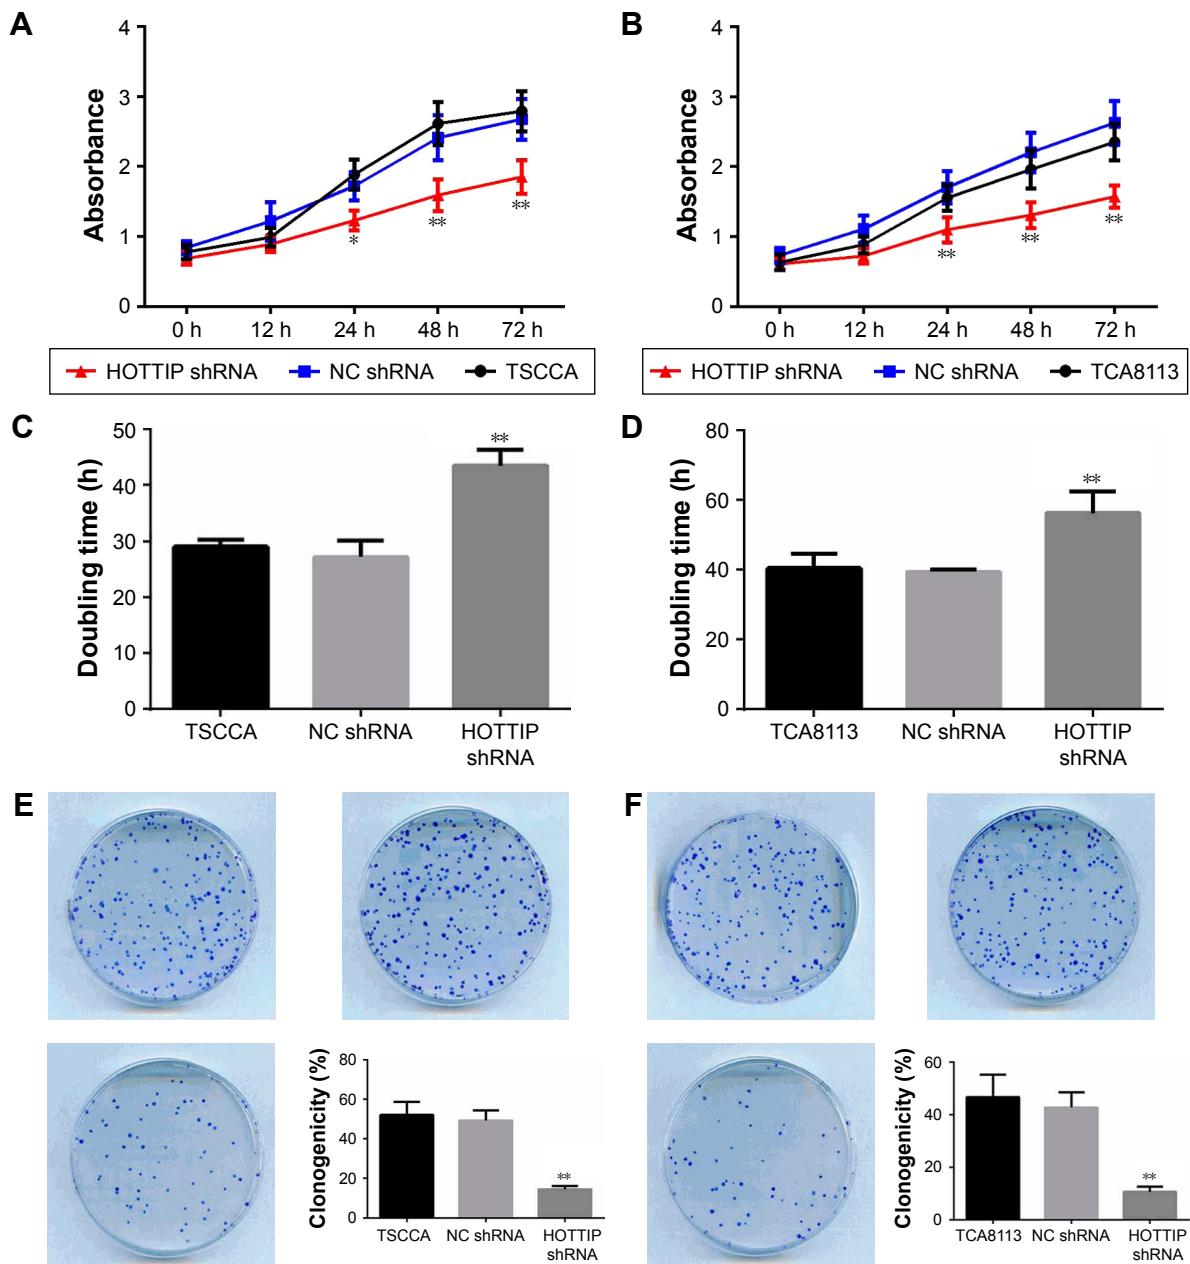 A
Absorbance
4
3
2
1
0
*
**
**
0 h 12 h 24 h 48 h 72 h
HOTTIP shRNA NC shRNA TSCCA
B
Absorbance
4
3
2
1
0
**
**
**
0 h 12 h 24 h 48 h 72 h
HOTTIP shRNA NC shRNA TCA8113
C
Doubling time (h)
50
40
30
20
10
0
**
TSCCA NC shRNA HOTTIP
shRNA
D
Doubling time (h)
80
60
40
20
0
**
TCA8113 NC shRNA HOTTIP
shRNA
E
Clonogenicity (%)
80
60
40
20
0
**
TSCCA NC shRNA HOTTIP
shRNA
F
Clonogenicity (%)
60
40
20
0
**
TCA8113 NC shRNA HOTTIP
shRNA